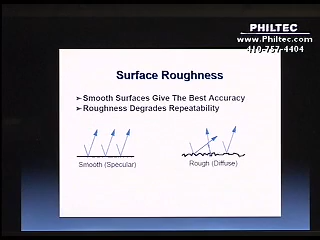 PHILTEC
www.Philtec.com
410-757-4404
Surface Roughness
➢Smooth Surfaces Give The Best Accuracy
➢Roughness Degrades Repeatability
Smooth (Specular)
Rough (Diffuse)